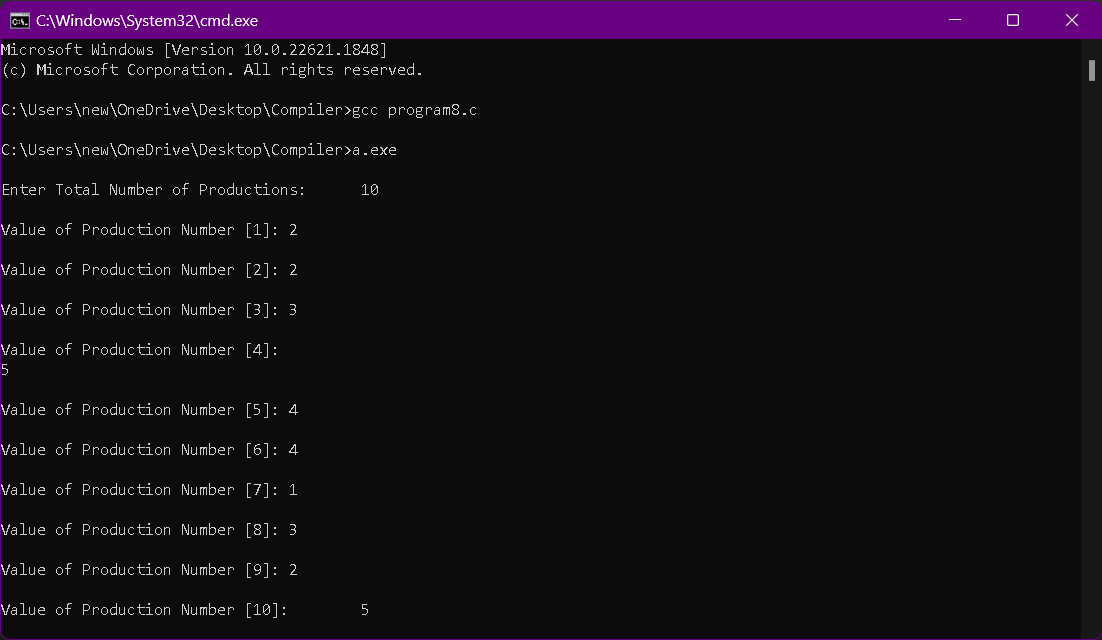 C:\Windows\System32\cmd.exe
Microsoft Windows [Version 10.0.22621.1848]
(c) Microsoft Corporation. All rights reserved.
C:\Users\new\OneDrive\Desktop\Compiler>gcc program8.c
C:\Users\new\OneDrive\Desktop\Compiler>a.exe
Enter Total Number of Productions:      10
Value of Production Number [1]: 2
Value of Production Number [2]: 2
Value of Production Number [3]: 3
Value of Production Number [4]:
5
Value of Production Number [5]: 4
Value of Production Number [6]: 4
Value of Production Number [7]: 1
Value of Production Number [8]: 3
Value of Production Number [9]: 2
Value of Production Number [10]:        5